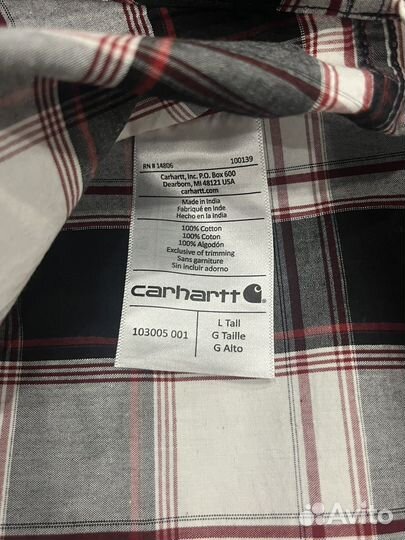 RN # 14806 100139
Carhartt, Inc. P.O. Box 600
Dearborn, MI 48121 USA
carhartt.com
Made in India
Fabriqué en Inde
Hecho en la India
100% Cotton
100% Coton
100% Algodón
Exclusive of trimming
Sans garniture
Sin incluir adorno
carhartt
103005 001
L Tall
G Taille
G Alto
Avito